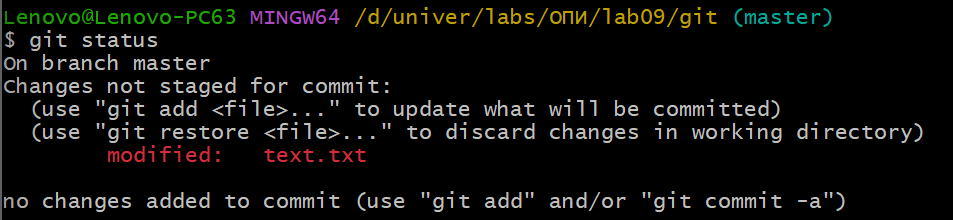 Lenovo@Lenovo-PC63 MINGW64 /d/univer/labs/ОПИ/lab09/git (master)
$ git status
On branch master
Changes not staged for commit:
  (use "git add <file>..." to update what will be committed)
  (use "git restore <file>..." to discard changes in working directory)
        modified:   text.txt

no changes added to commit (use "git add" and/or "git commit -a")